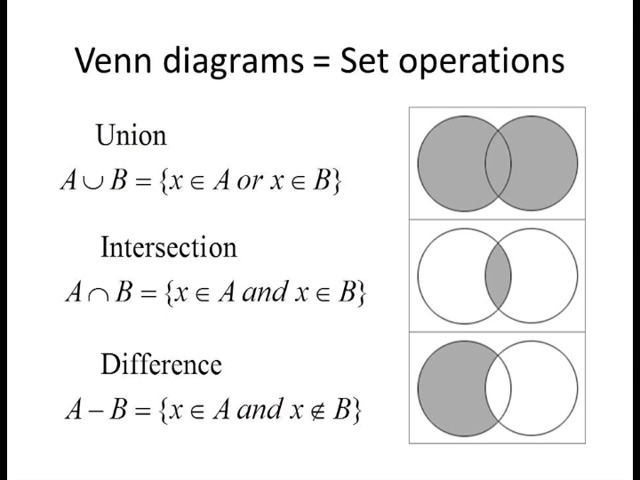 Venn diagrams = Set operations
Union
A ∪ B = {x ∈ A or x ∈ B}
Intersection
A ∩ B = {x ∈ A and x ∈ B}
Difference
A − B = {x ∈ A and x ∉ B}